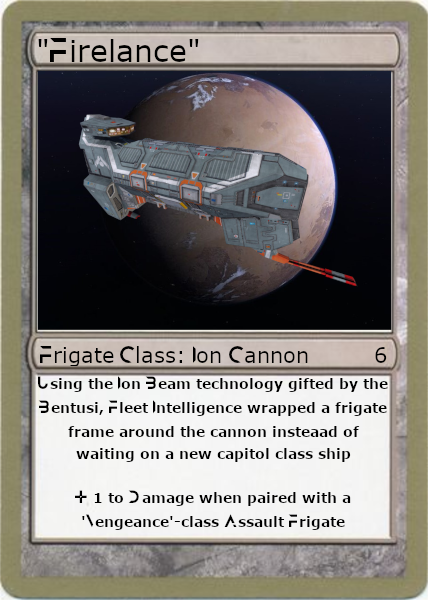 "Firelance"
Frigate Class: Ion Cannon 6
Using the Ion Beam technology gifted by the
Bentusi, Fleet Intelligence wrapped a frigate
frame around the cannon insteaad of
waiting on a new capitol class ship
+ 1 to Damage when paired with a
'Vengeance'-class Assault Frigate